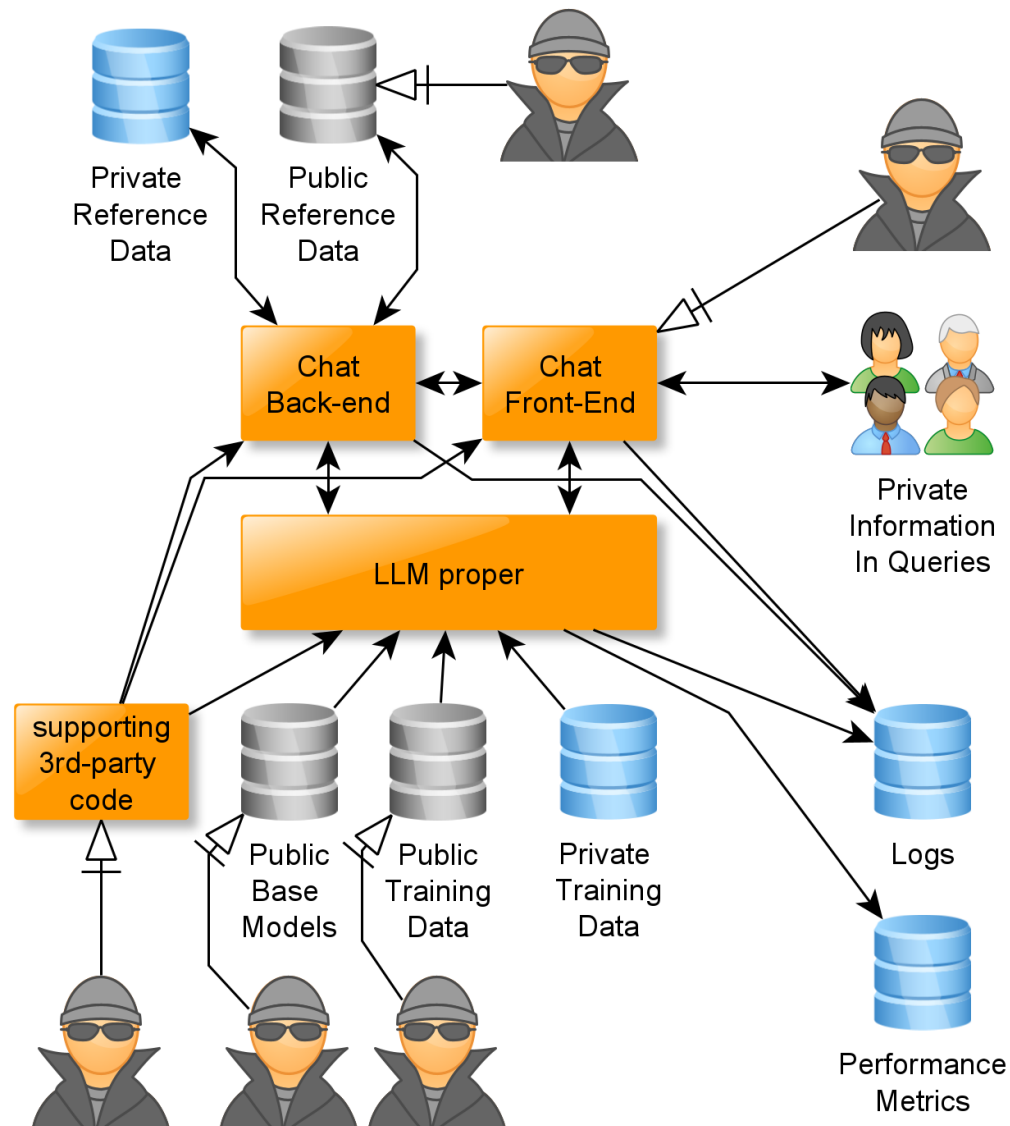 Private
Reference
Data
Public
Reference
Data
Chat
Back-end
Chat
Front-End
Private
Information
In Queries
LLM proper
supporting
3rd-party
code
Public
Base
Models
Public
Training
Data
Private
Training
Data
Logs
Performance
Metrics